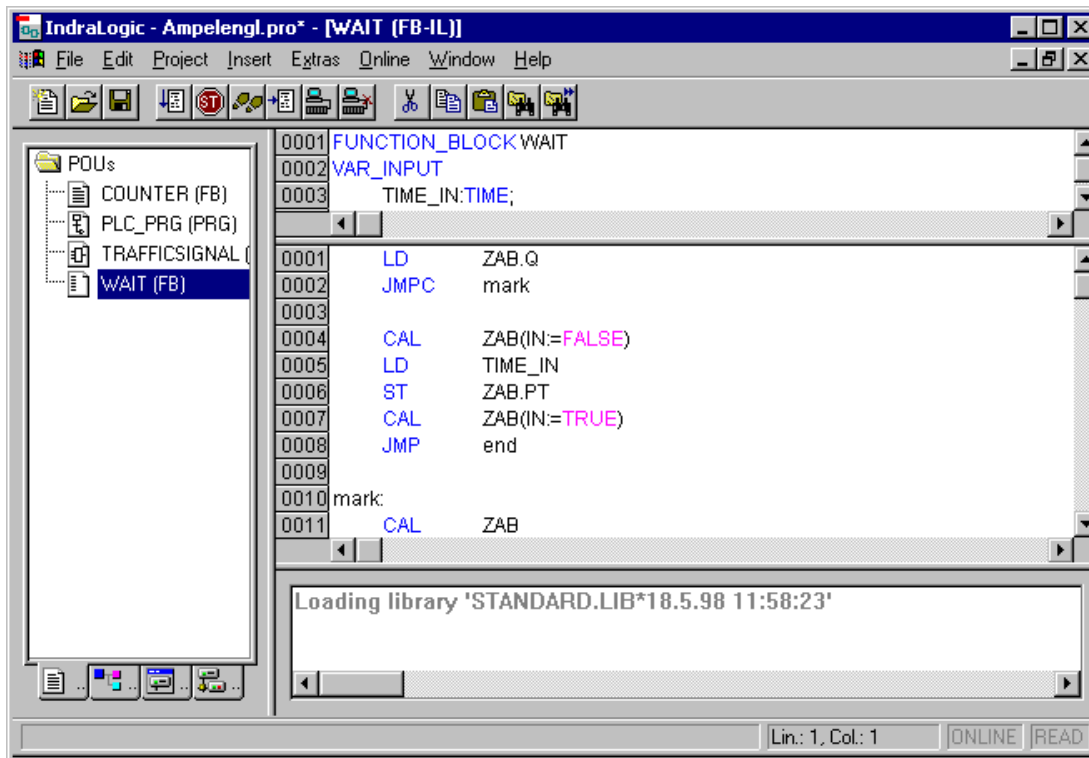 IndraLogic - Ampelengl.pro* - [WAIT (FB-IL)]
File Edit Project Insert Extras Online Window Help
POUs
COUNTER (FB)
PLC_PRG (PRG)
TRAFFICSIGNAL (
WAIT (FB)
0001 FUNCTION_BLOCK WAIT
0002 VAR_INPUT
0003 TIME_IN:TIME;
0001 LD ZAB.Q
0002 JMPC mark
0003
0004 CAL ZAB(IN:=FALSE)
0005 LD TIME_IN
0006 ST ZAB.PT
0007 CAL ZAB(IN:=TRUE)
0008 JMP end
0009
0010 mark:
0011 CAL ZAB
Loading library 'STANDARD.LIB*18.5.98 11:58:23'
.. .. .. ..
Lin.: 1, Col.: 1 ONLINE READ